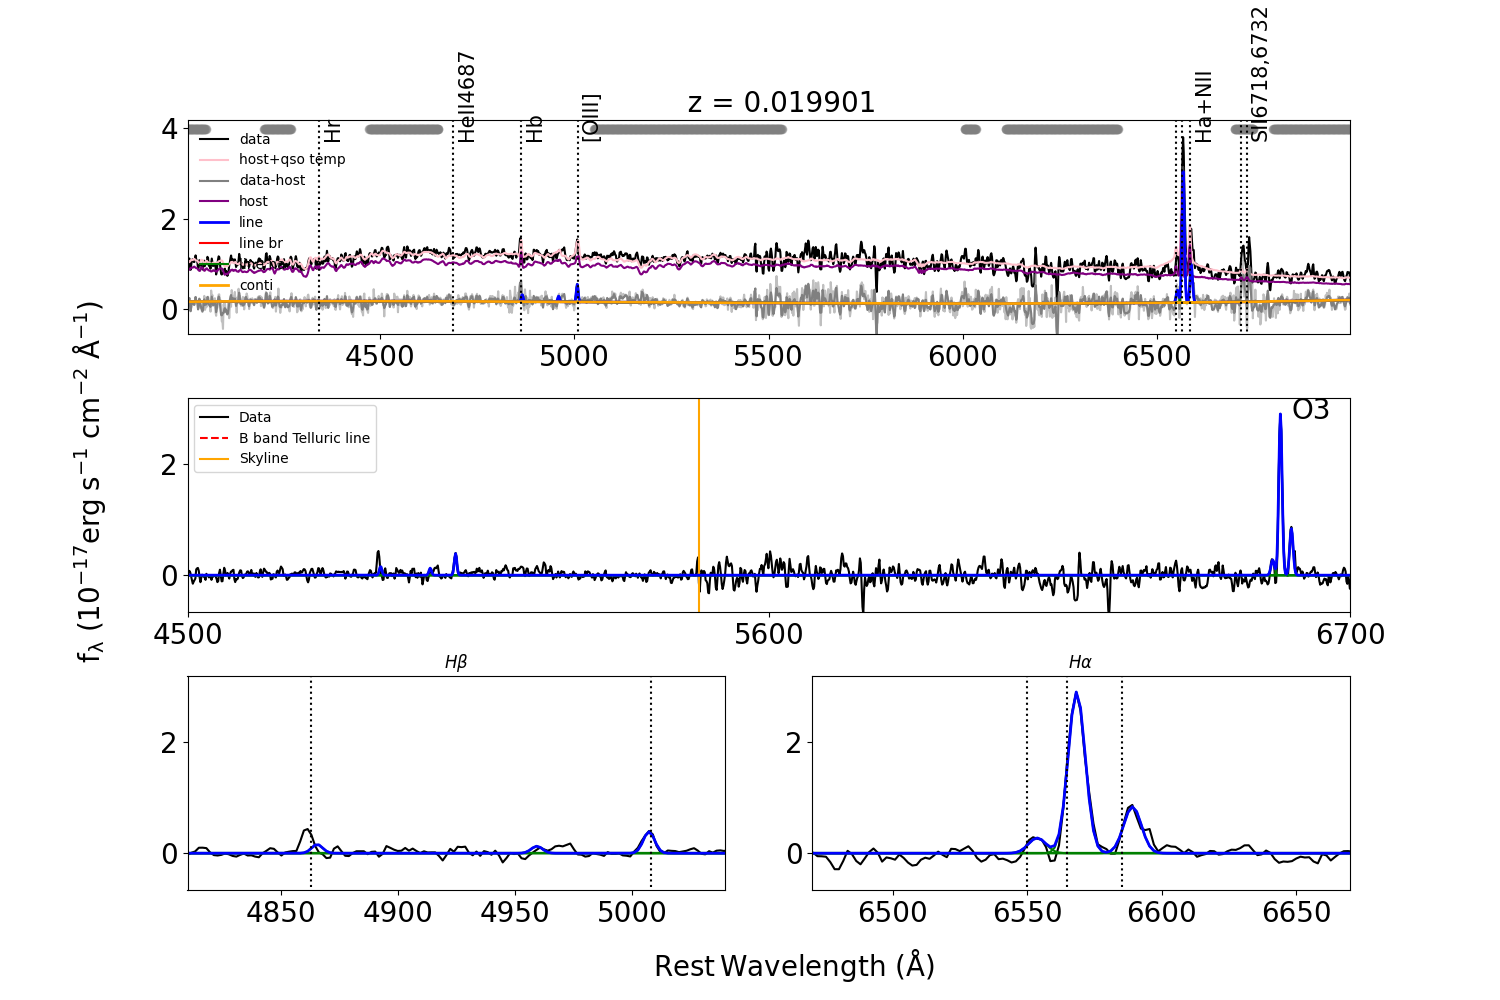 z = 0.019901
Hr
HeII4687
Hb
[OIII]
Ha+NII
SII6718,6732
4
2
0
data
host+qso temp
data-host
host
line
line br
conti
4500
5000
5500
6000
6500
fλ (10⁻¹⁷erg s⁻¹ cm⁻² Å⁻¹)
Data
B band Telluric line
Skyline
O3
2
0
4500
5600
6700
Hβ
2
0
4850
4900
4950
5000
Hα
2
0
6500
6550
6600
6650
Rest Wavelength (Å)